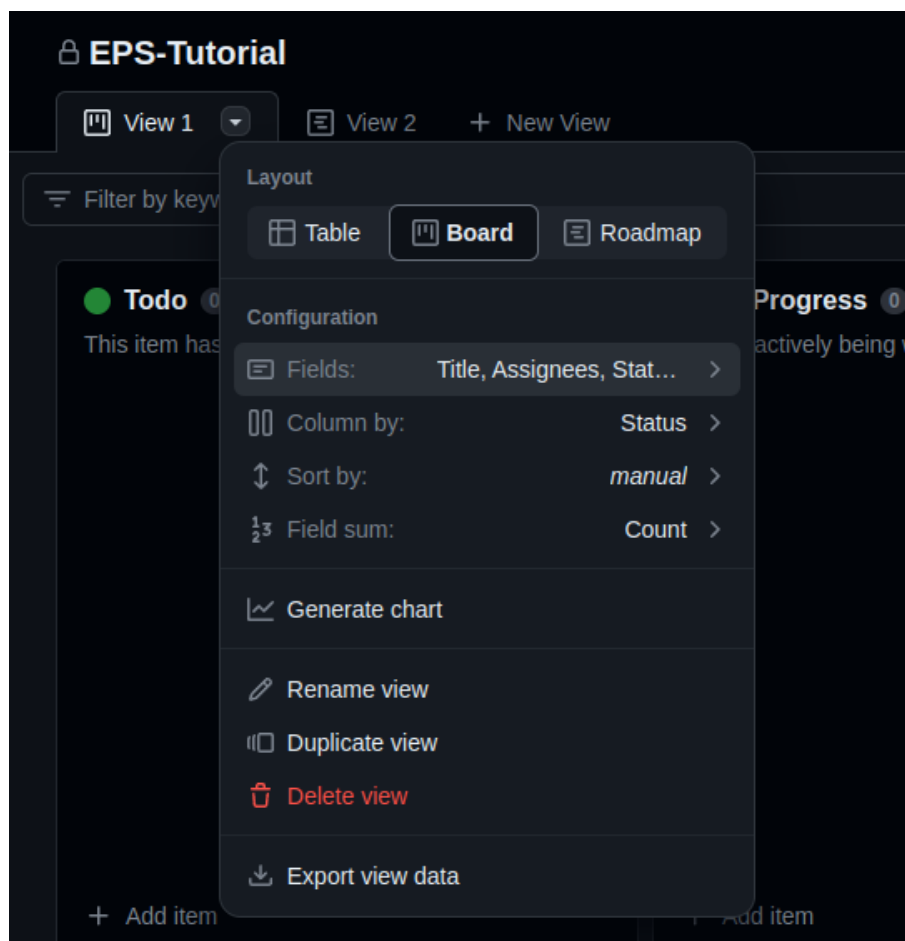 EPS-Tutorial
View 1 View 2 + New View
Layout
Filter by keyw
Table Board Roadmap
Todo 0 Progress 0
Configuration
This item has actively being
Fields: Title, Assignees, Stat…
Column by: Status
Sort by: manual
Field sum: Count
Generate chart
Rename view
Duplicate view
Delete view
Export view data
+ Add item + Add item